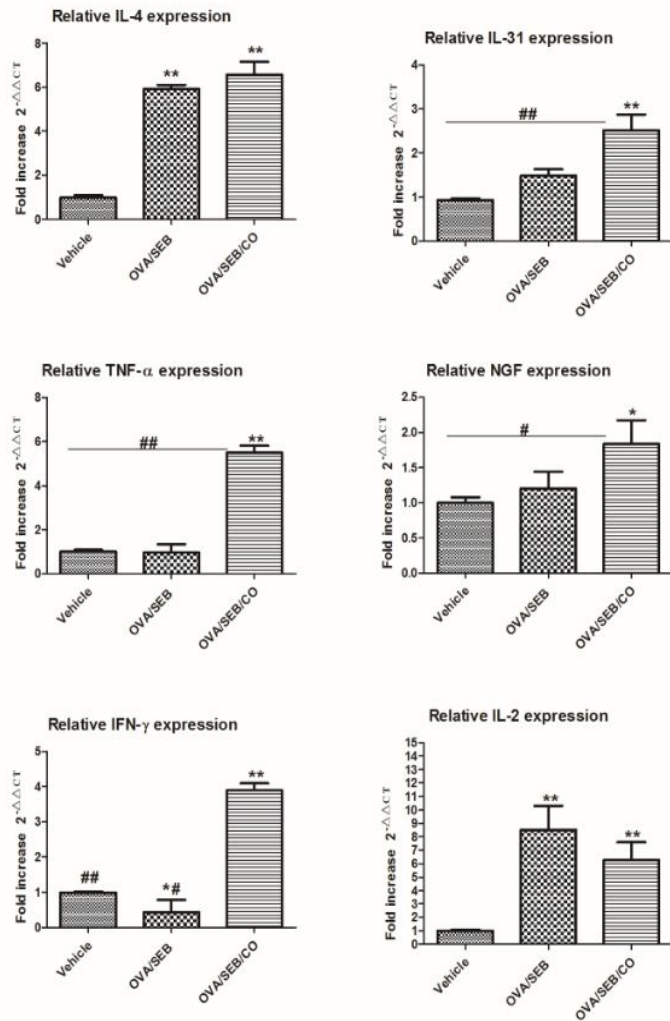 Relative IL-4 expression
Fold increase 2-△△CT
8
6
4
2
0
**
**
Vehicle
OVA/SEB
OVA/SEB/CO
Relative IL-31 expression
Fold increase 2-△△CT
4
3
2
1
0
##
**
Vehicle
OVA/SEB
OVA/SEB/CO
Relative TNF-α expression
Fold increase 2-△△CT
8
6
4
2
0
##
**
Vehicle
OVA/SEB
OVA/SEB/CO
Relative NGF expression
Fold increase 2-△△CT
2.5
2.0
1.5
1.0
0.5
0.0
#
*
Vehicle
OVA/SEB
OVA/SEB/CO
Relative IFN-γ expression
Fold increase 2-△△CT
5
4
3
2
1
0
##
*#
**
Vehicle
OVA/SEB
OVA/SEB/CO
Relative IL-2 expression
Fold increase 2-△△CT
15
14
13
12
11
10
9
8
7
6
5
4
3
2
1
0
**
**
Vehicle
OVA/SEB
OVA/SEB/CO